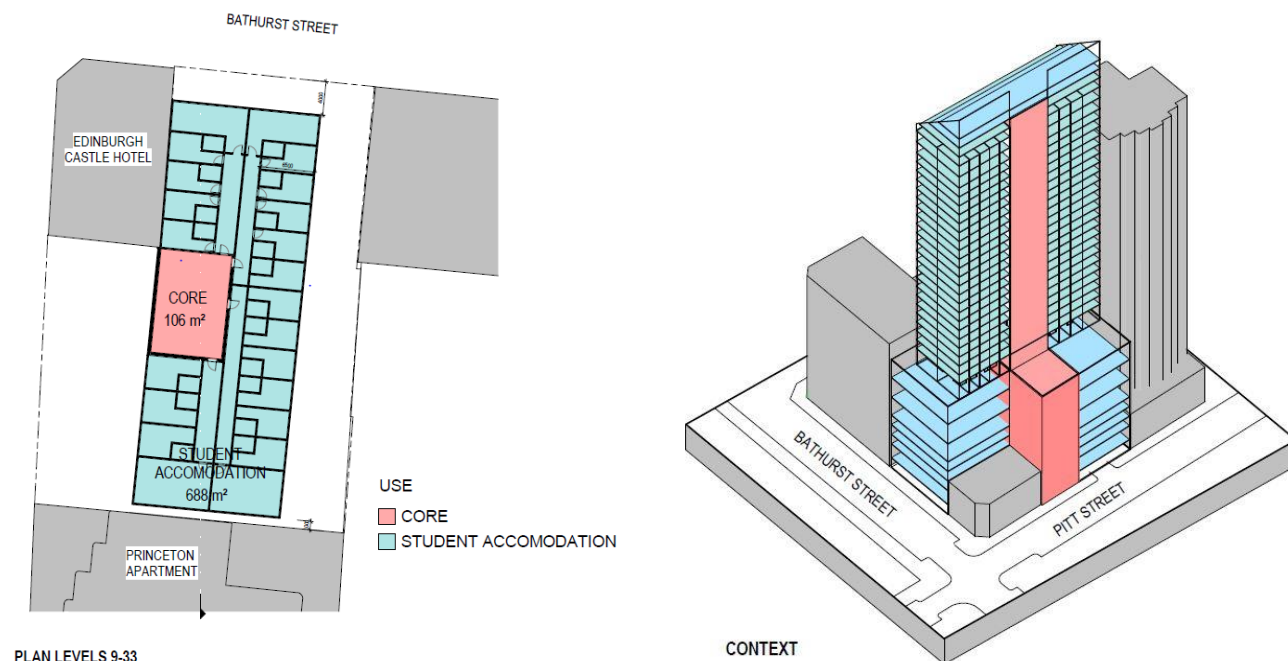 BATHURST STREET
4000
EDINBURGH
CASTLE HOTEL
CORE
106 m²
STUDENT
ACCOMODATION
688 m²
USE
CORE
STUDENT ACCOMODATION
PRINCETON
APARTMENT
PLAN LEVELS 9-33
BATHURST STREET
PITT STREET
CONTEXT